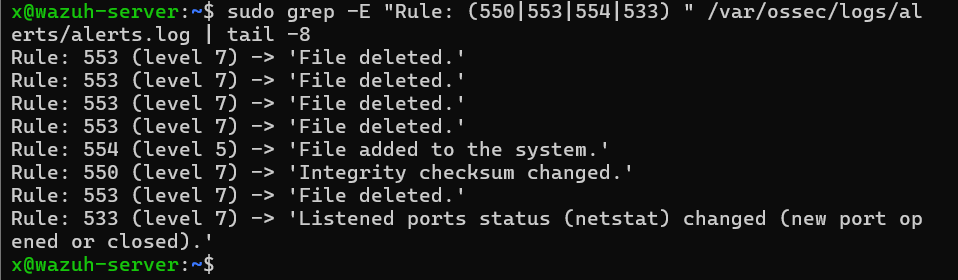 x@wazuh-server:~$ sudo grep -E "Rule: (550|553|554|533) " /var/ossec/logs/al
erts/alerts.log | tail -8
Rule: 553 (level 7) -> 'File deleted.'
Rule: 553 (level 7) -> 'File deleted.'
Rule: 553 (level 7) -> 'File deleted.'
Rule: 553 (level 7) -> 'File deleted.'
Rule: 554 (level 5) -> 'File added to the system.'
Rule: 550 (level 7) -> 'Integrity checksum changed.'
Rule: 553 (level 7) -> 'File deleted.'
Rule: 533 (level 7) -> 'Listened ports status (netstat) changed (new port op
ened or closed).'
x@wazuh-server:~$